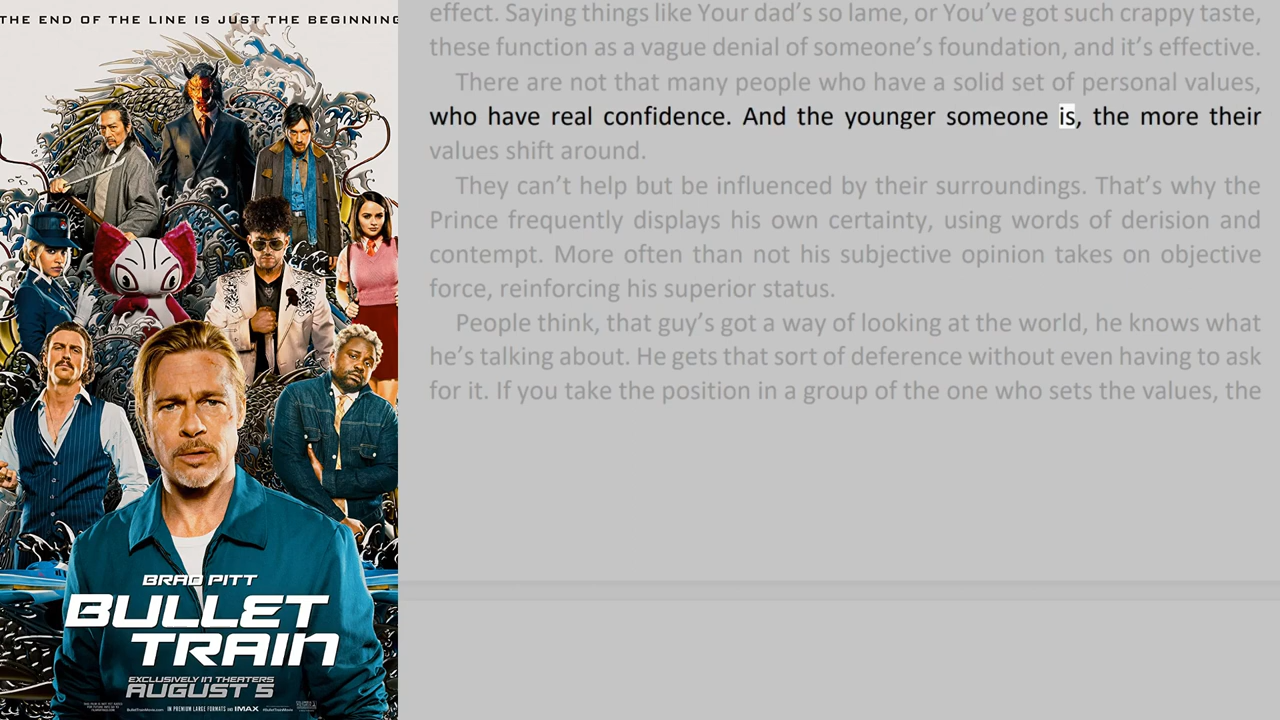 THE END OF THE LINE IS JUST THE BEGINNING
BRAD PITT
BULLET
TRAIN
EXCLUSIVELY IN THEATERS
AUGUST 5
BulletTrainMovie.com
IN PREMIUM LARGE FORMATS AND IMAX
#BulletTrainMovie
effect. Saying things like Your dad’s so lame, or You’ve got such crappy taste,
these function as a vague denial of someone’s foundation, and it’s effective.
There are not that many people who have a solid set of personal values,
who have real confidence. And the younger someone is, the more their
values shift around.
They can’t help but be influenced by their surroundings. That’s why the
Prince frequently displays his own certainty, using words of derision and
contempt. More often than not his subjective opinion takes on objective
force, reinforcing his superior status.
People think, that guy’s got a way of looking at the world, he knows what
he’s talking about. He gets that sort of deference without even having to ask
for it. If you take the position in a group of the one who sets the values, the